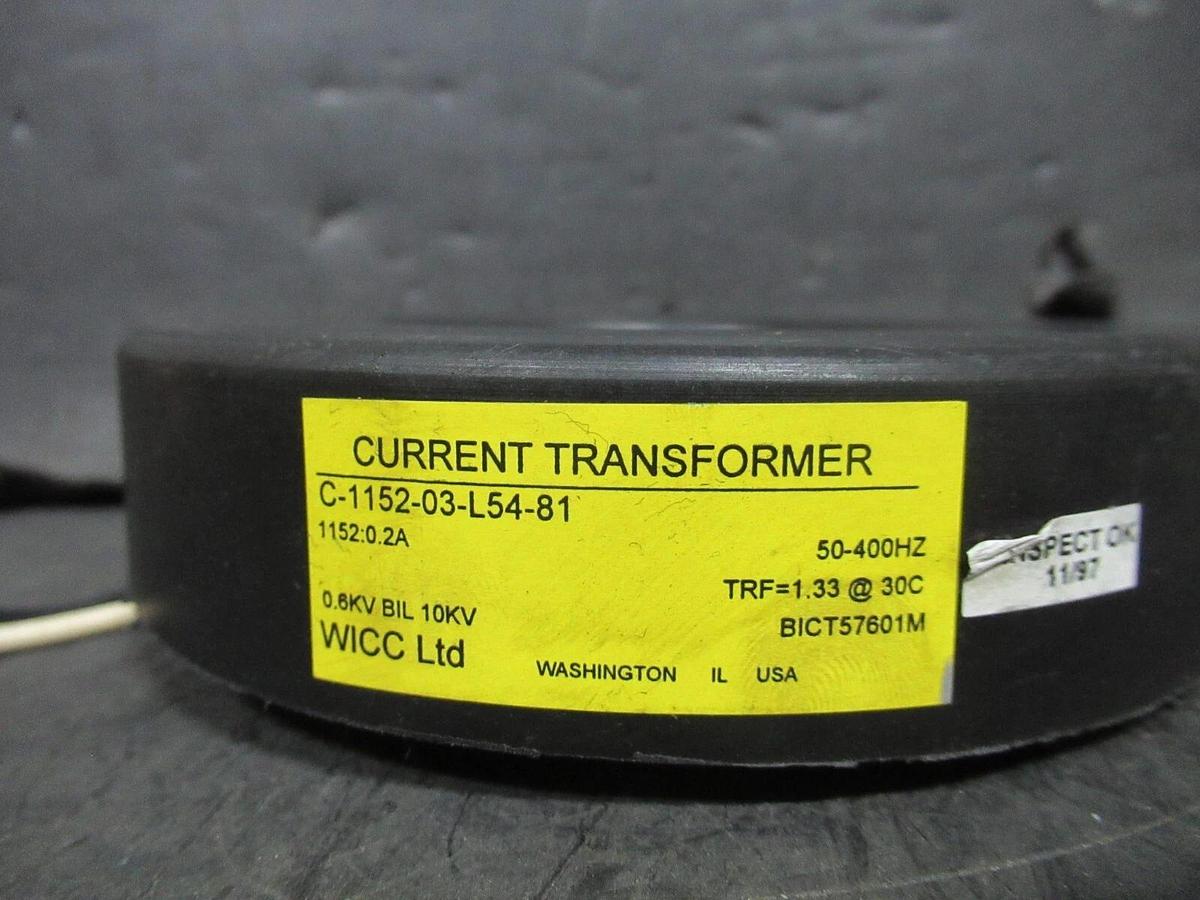 CURRENT TRANSFORMER
C-1152-03-L54-81
1152:0.2A
50-400HZ
TRF=1.33 @ 30C
0.6KV BIL 10KV
BICT57601M
WICC Ltd
WASHINGTON IL USA
NSPECT OK
11/97